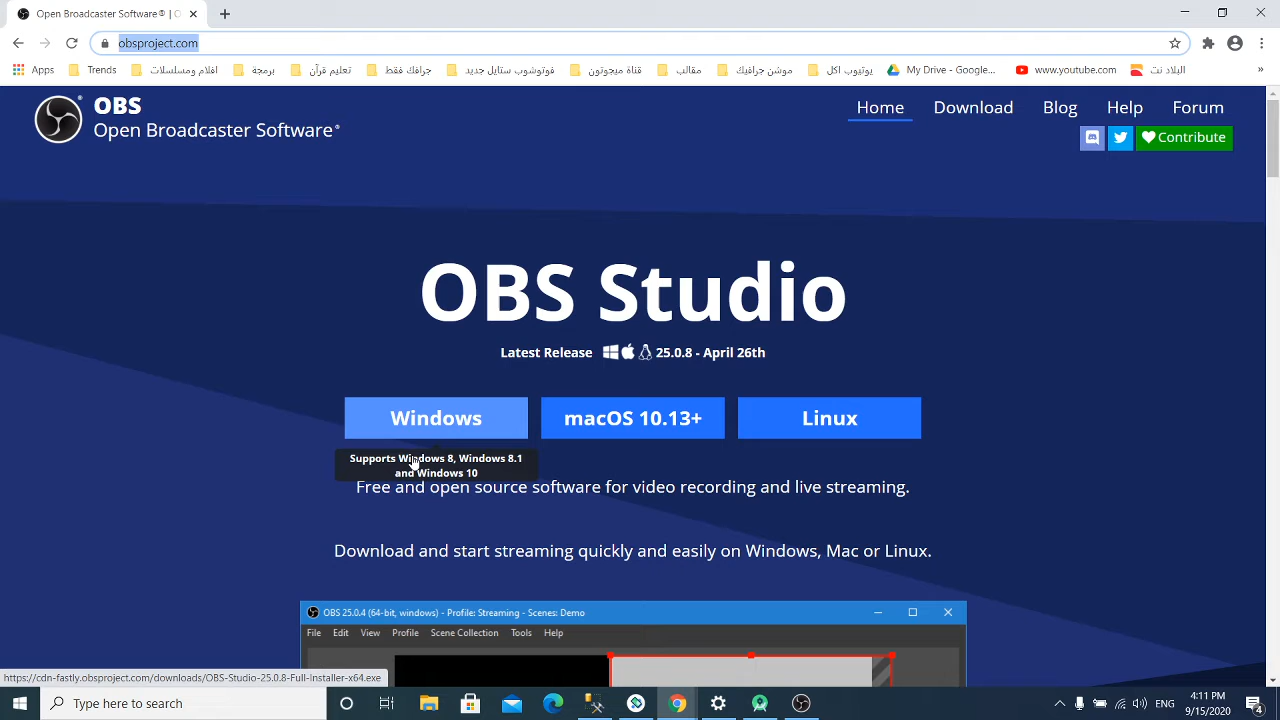 Open Broadcaster Software® | O
obsproject.com
Apps
Trends
افلام و مسلسلات
برمجة
تعليم قرآن
جرافك فقط
فوتوشوب ستايل جديد
قناة ميجوتون
مقالب
موشن جرافيك
يوتيوب اكل
My Drive - Google...
www.youtube.com
البلاد نت
»
OBS
Open Broadcaster Software®
Home Download Blog Help Forum
Contribute
OBS Studio
Latest Release 25.0.8 - April 26th
Windows macOS 10.13+ Linux
Supports Windows 8, Windows 8.1
and Windows 10
Free and open source software for video recording and live streaming.
Download and start streaming quickly and easily on Windows, Mac or Linux.
OBS 25.0.4 (64-bit, windows) - Profile: Streaming - Scenes: Demo
File Edit View Profile Scene Collection Tools Help
https://cdn-fastly.obsproject.com/downloads/OBS-Studio-25.0.8-Full-Installer-x64.exe
Type here to search
4:11 PM
9/15/2020
4